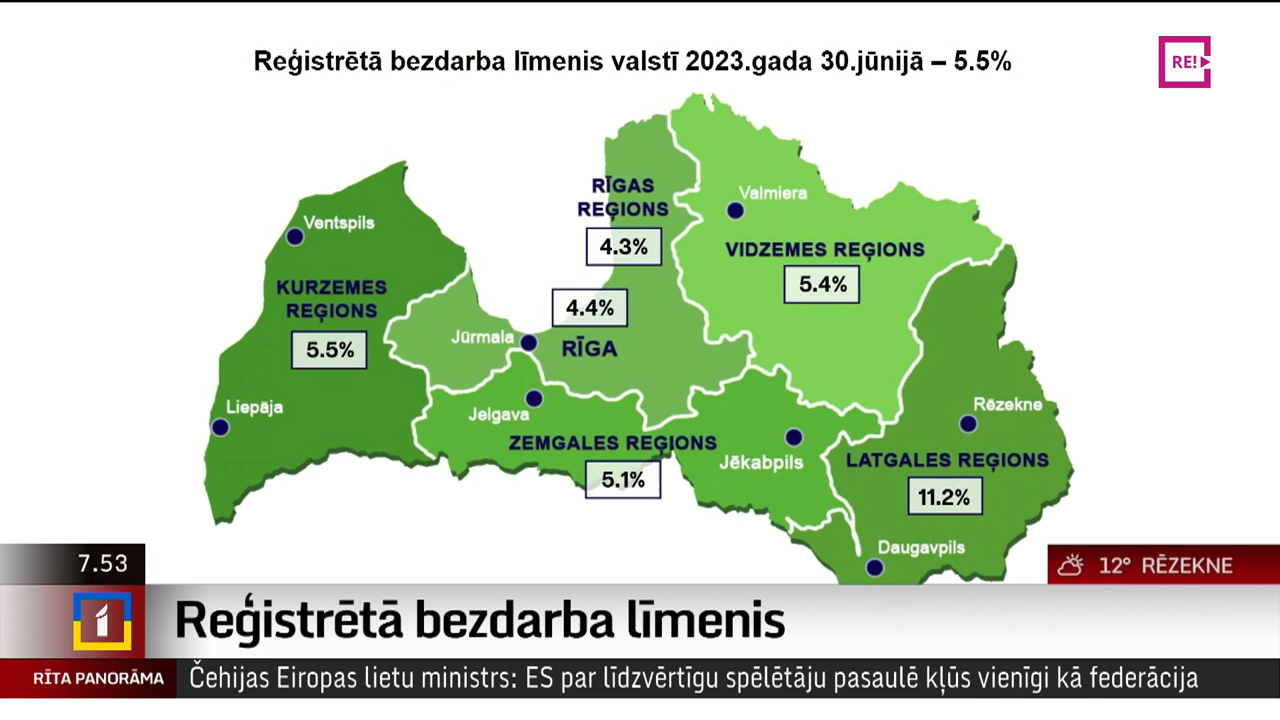 Reģistrētā bezdarba līmenis valstī 2023.gada 30.jūnijā – 5.5%
RE!
RĪGAS
REĢIONS
4.3%
Valmiera
VIDZEMES REĢIONS
5.4%
Ventspils
KURZEMES
REĢIONS
5.5%
4.4%
Jūrmala
RĪGA
Liepāja
Jelgava
ZEMGALES REĢIONS
5.1%
Jēkabpils
Rēzekne
LATGALES REĢIONS
11.2%
Daugavpils
7.53
12° RĒZEKNE
1
Reģistrētā bezdarba līmenis
RĪTA PANORĀMA
Čehijas Eiropas lietu ministrs: ES par līdzvērtīgu spēlētāju pasaulē kļūs vienīgi kā federācija